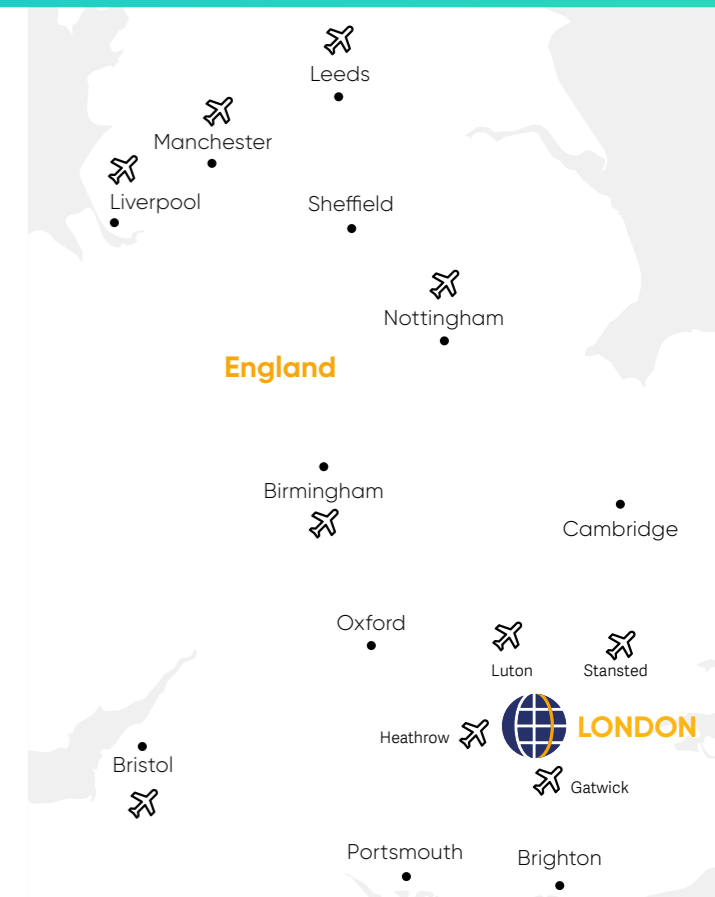 Leeds
Manchester
Liverpool
Sheffield
Nottingham
England
Birmingham
Cambridge
Oxford
Luton
Stansted
LONDON
Heathrow
Bristol
Gatwick
Portsmouth
Brighton